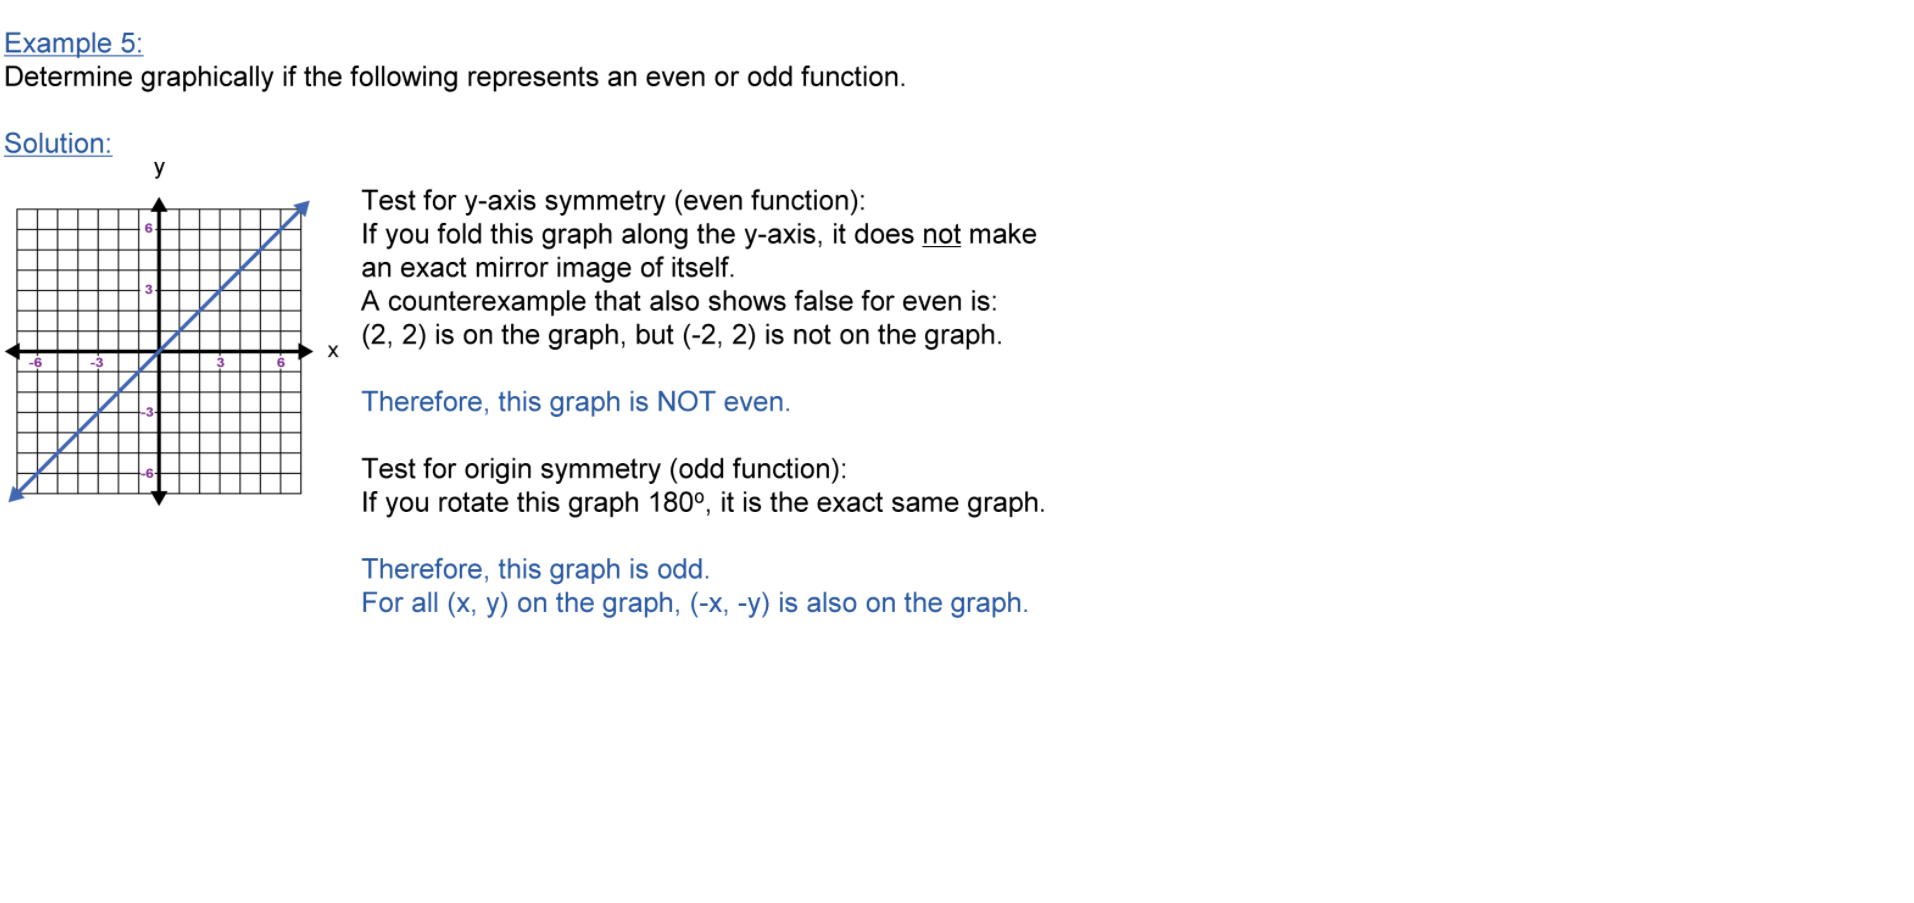 Example 5:
Determine graphically if the following represents an even or odd function.
Solution:
y
6
3
-6 -3 3 6
x
-3
-6
Test for y-axis symmetry (even function):
If you fold this graph along the y-axis, it does not make
an exact mirror image of itself.
A counterexample that also shows false for even is:
(2, 2) is on the graph, but (-2, 2) is not on the graph.
Therefore, this graph is NOT even.
Test for origin symmetry (odd function):
If you rotate this graph 180º, it is the exact same graph.
Therefore, this graph is odd.
For all (x, y) on the graph, (-x, -y) is also on the graph.